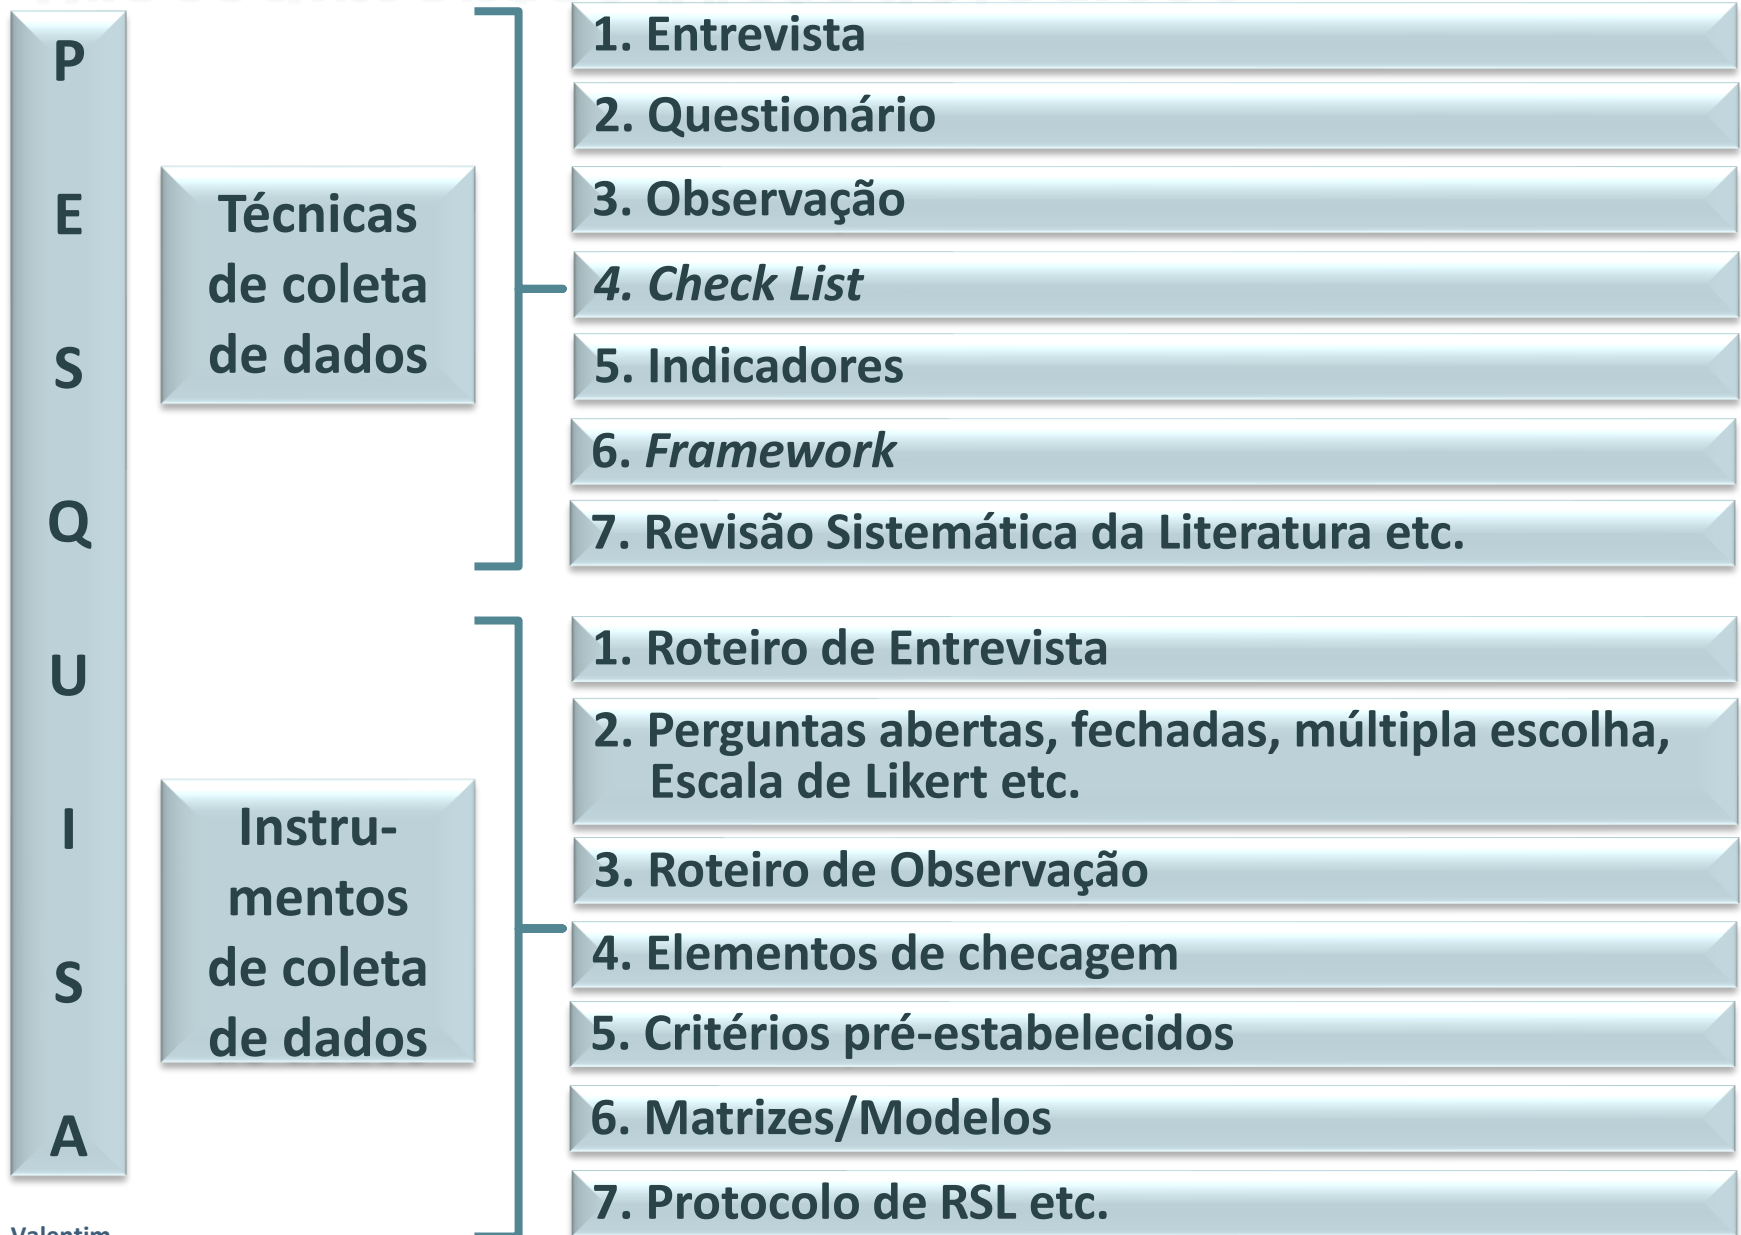 P
E
S
Q
U
I
S
A
Técnicas
de coleta
de dados
1. Entrevista
2. Questionário
3. Observação
4. Check List
5. Indicadores
6. Framework
7. Revisão Sistemática da Literatura etc.
Instru-
mentos
de coleta
de dados
1. Roteiro de Entrevista
2. Perguntas abertas, fechadas, múltipla escolha,
Escala de Likert etc.
3. Roteiro de Observação
4. Elementos de checagem
5. Critérios pré-estabelecidos
6. Matrizes/Modelos
7. Protocolo de RSL etc.
Valentim